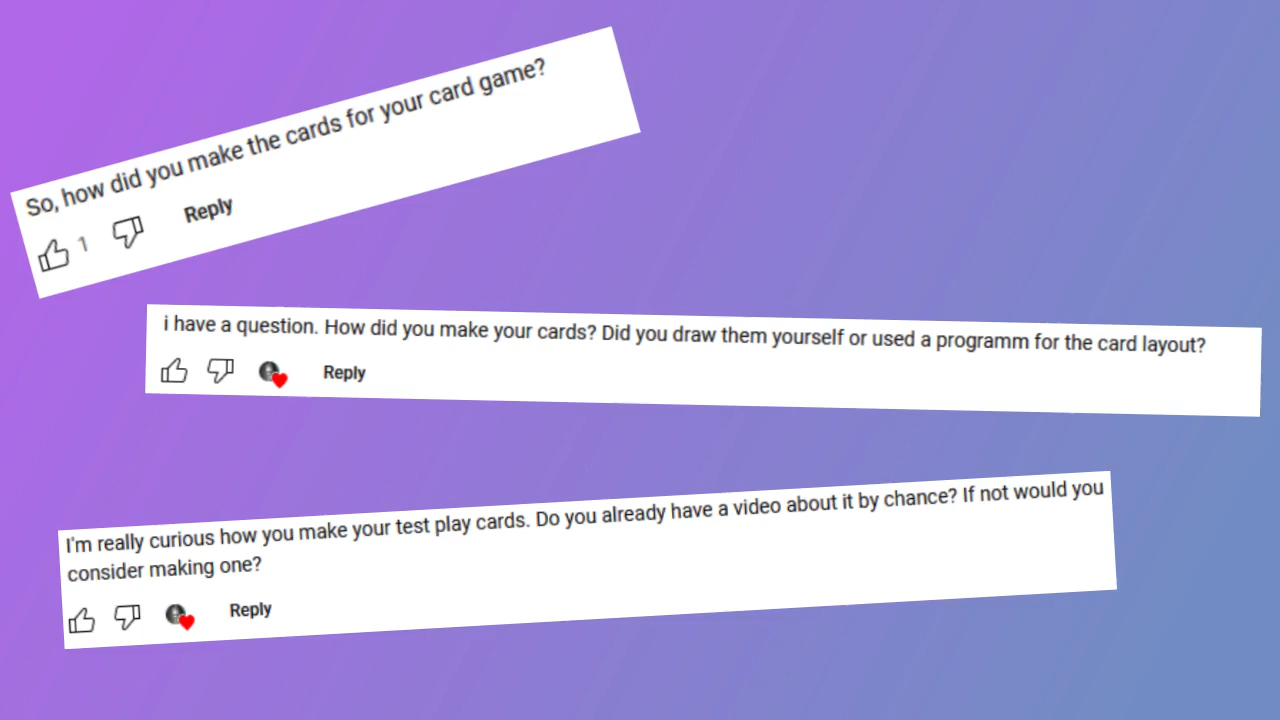 So, how did you make the cards for your card game?
1 Reply
i have a question. How did you make your cards? Did you draw them yourself or used a programm for the card layout?
Reply
I'm really curious how you make your test play cards. Do you already have a video about it by chance? If not would you
consider making one?
Reply